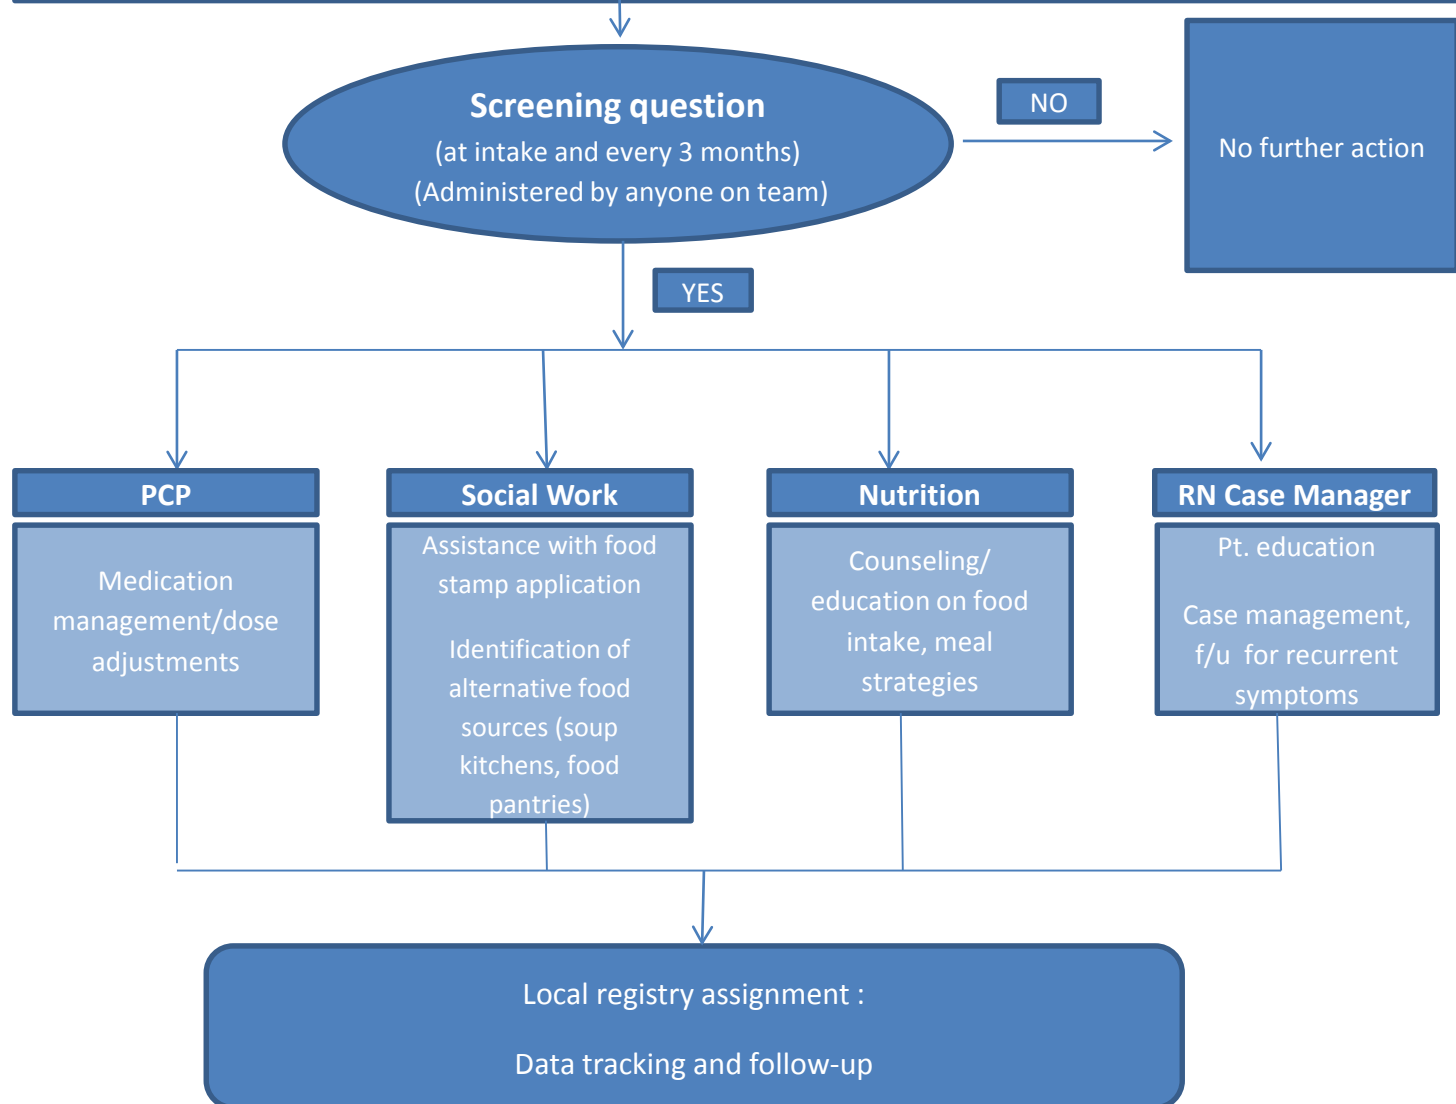 Screening question
(at intake and every 3 months)
(Administered by anyone on team)
NO
No further action
YES
PCP
Medication
management/dose
adjustments
Social Work
Assistance with food
stamp application
Identification of
alternative food
sources (soup
kitchens, food
pantries)
Nutrition
Counseling/
education on food
intake, meal
strategies
RN Case Manager
Pt. education
Case management,
f/u for recurrent
symptoms
Local registry assignment :
Data tracking and follow-up